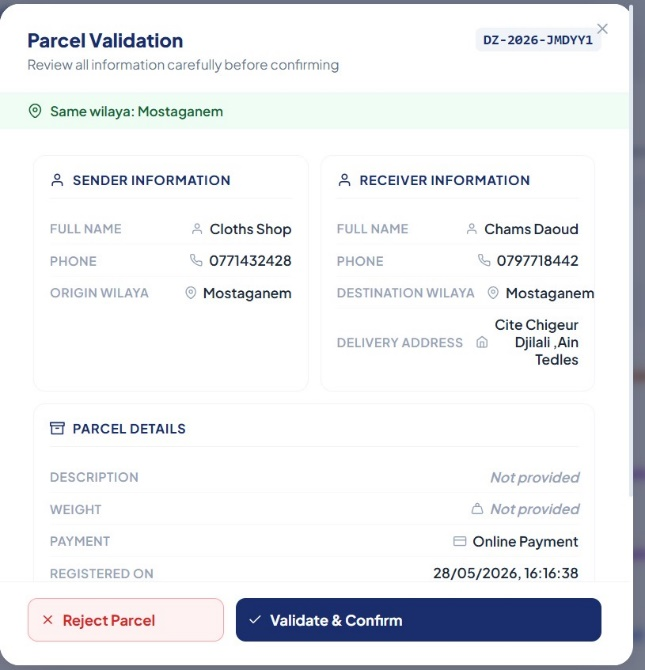 Parcel Validation
DZ-2026-JMDYY1
Review all information carefully before confirming
Same wilaya: Mostaganem
SENDER INFORMATION
FULL NAME Cloths Shop
PHONE 0771432428
ORIGIN WILAYA Mostaganem
RECEIVER INFORMATION
FULL NAME Chams Daoud
PHONE 0797718442
DESTINATION WILAYA Mostaganem
DELIVERY ADDRESS Cite Chigeur
Djilali ,Ain
Tedles
PARCEL DETAILS
DESCRIPTION Not provided
WEIGHT Not provided
PAYMENT Online Payment
REGISTERED ON 28/05/2026, 16:16:38
Reject Parcel
Validate & Confirm